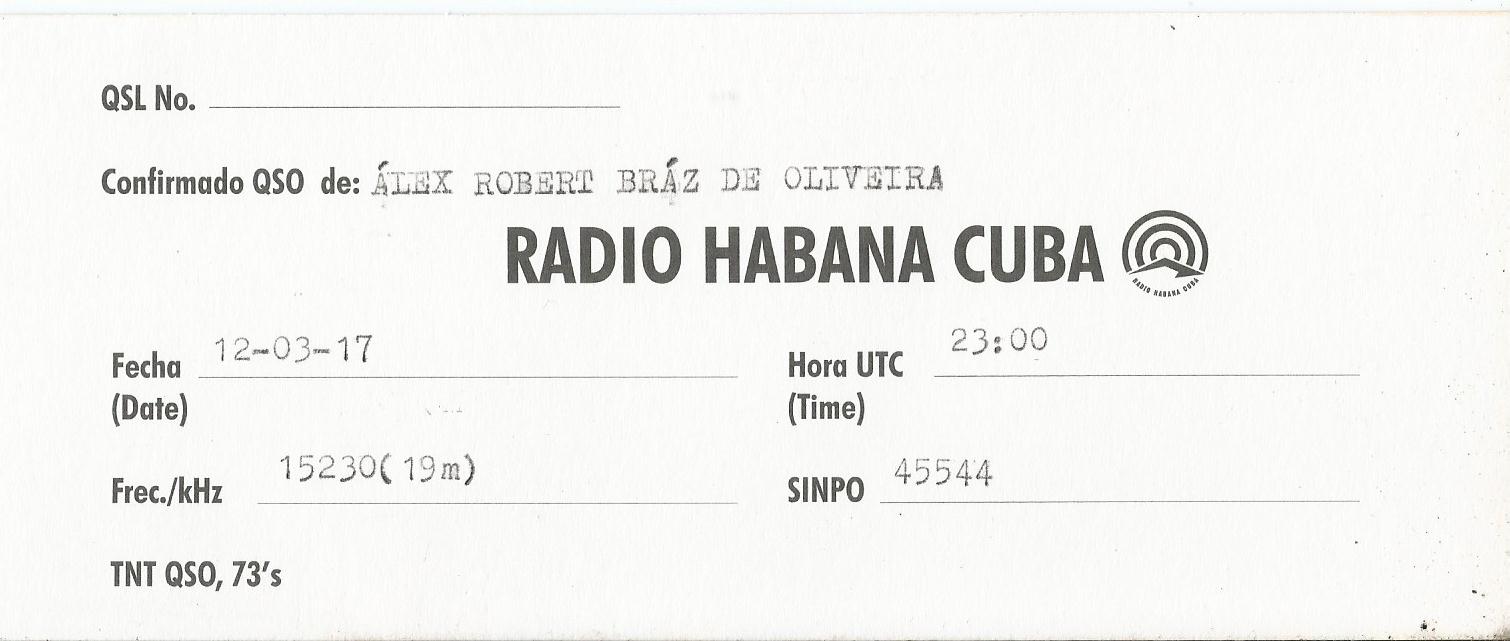 QSL No.
Confirmado QSO de: ÁLEX ROBERT BRÁZ DE OLIVEIRA
RADIO HABANA CUBA
RADIO HABANA CUBA
Fecha 12-03-17 Hora UTC 23:00
(Date) (Time)
Frec./kHz 15230(19m) SINPO 45544
TNT QSO, 73's